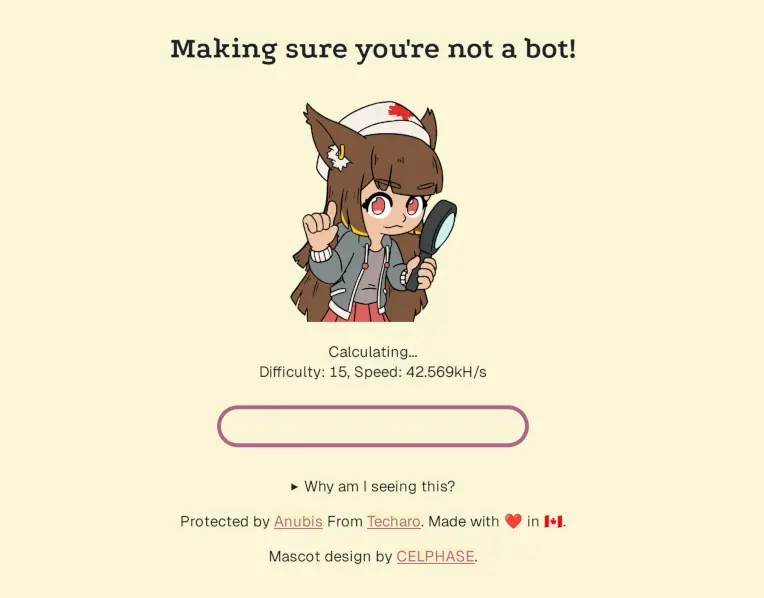 Making sure you're not a bot!
Calculating...
Difficulty: 15, Speed: 42.569kH/s
▶ Why am I seeing this?
Protected by Anubis From Techaro. Made with ❤️ in 🇨🇦.
Mascot design by CELPHASE.